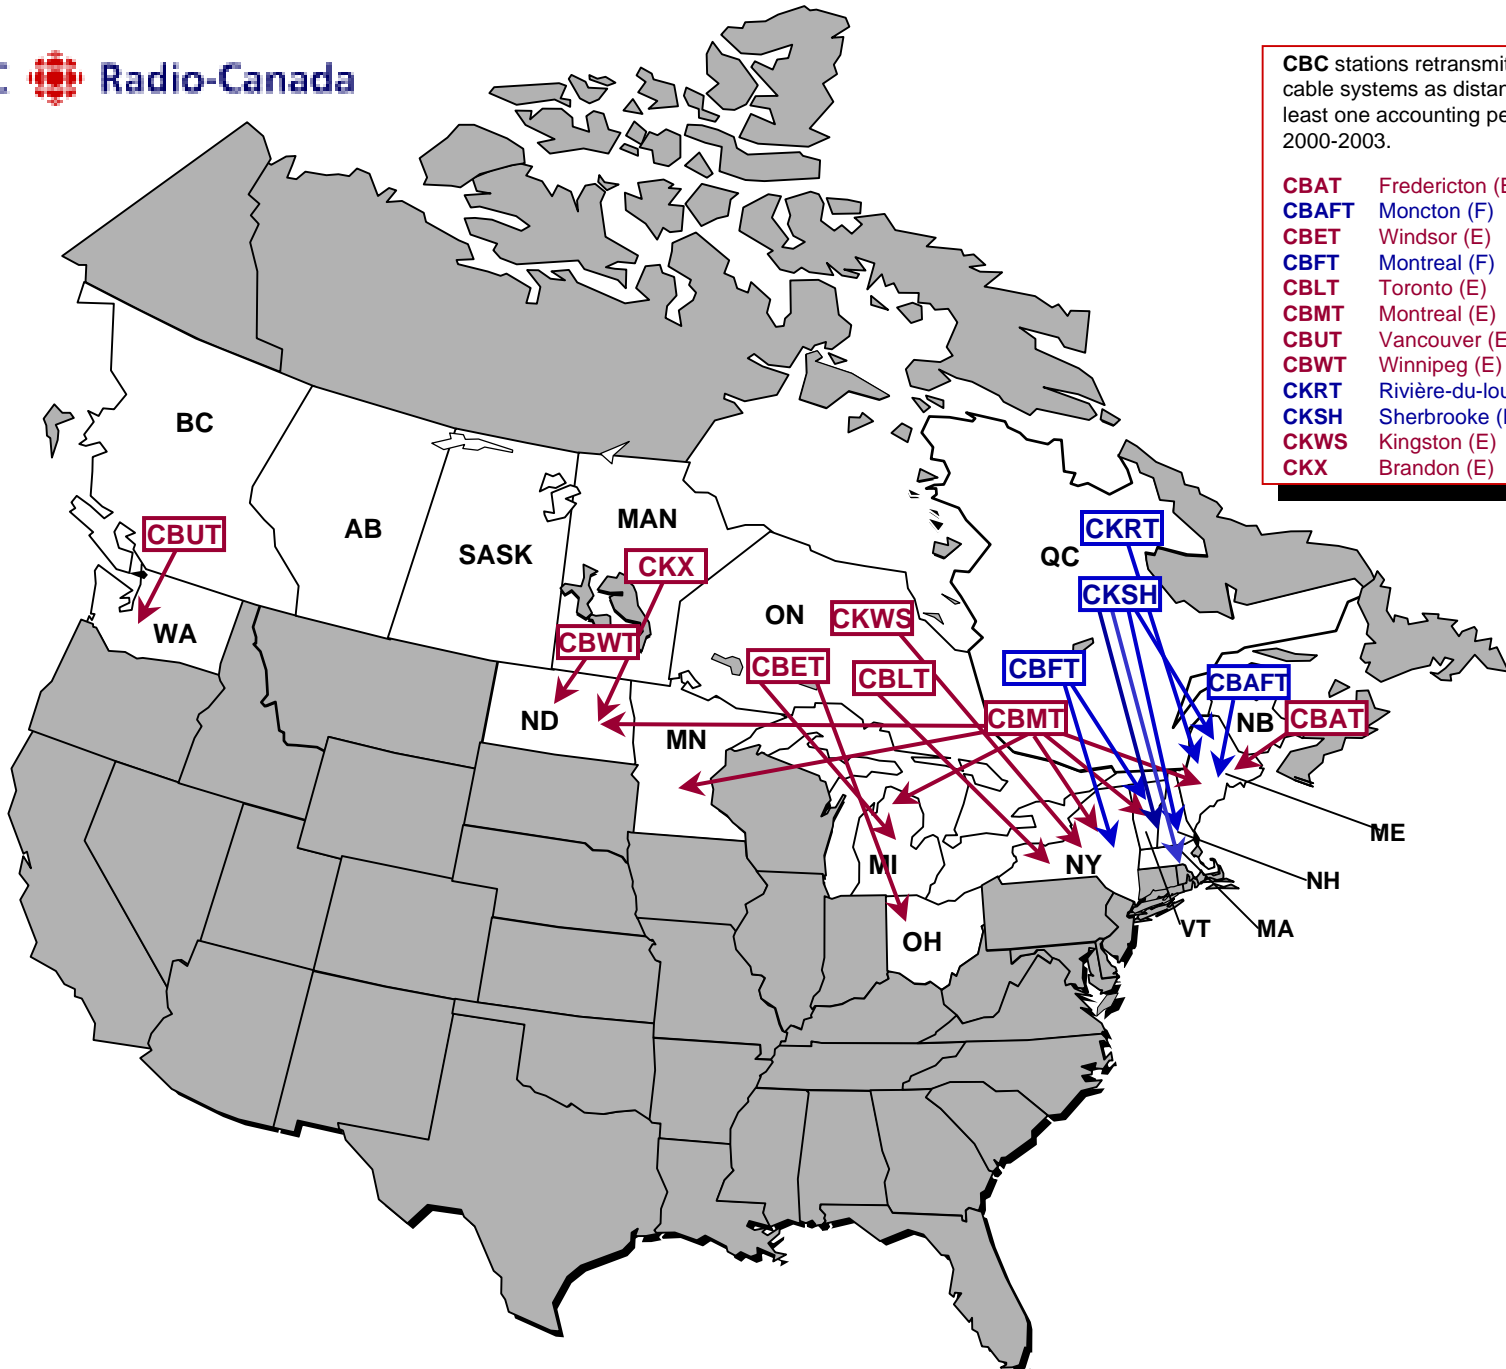 C Radio-Canada
CBC stations retransmit
cable systems as distan
least one accounting pe
2000-2003.
CBAT Fredericton (E
CBAFT Moncton (F)
CBET Windsor (E)
CBFT Montreal (F)
CBLT Toronto (E)
CBMT Montreal (E)
CBUT Vancouver (E
CBWT Winnipeg (E)
CKRT Rivière-du-lou
CKSH Sherbrooke (
CKWS Kingston (E)
CKX Brandon (E)
BC
AB
SASK
MAN
ON
QC
NB
CBUT
CKX
CBWT
CKWS
CBET
CBLT
CBFT
CBMT
CKRT
CKSH
CBAFT
CBAT
WA
ND
MN
MI
OH
NY
ME
NH
VT
MA